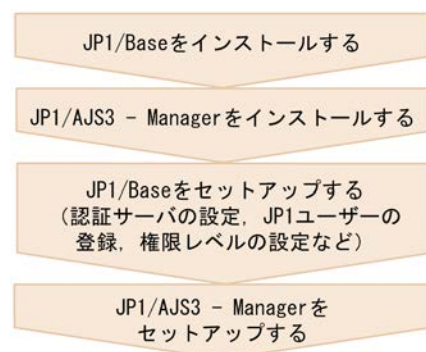 JP1/Baseをインストールする
JP1/AJS3 - Managerをインストールする
JP1/Baseをセットアップする
(認証サーバの設定,JP1ユーザーの
登録,権限レベルの設定など)
JP1/AJS3 - Managerを
セットアップする